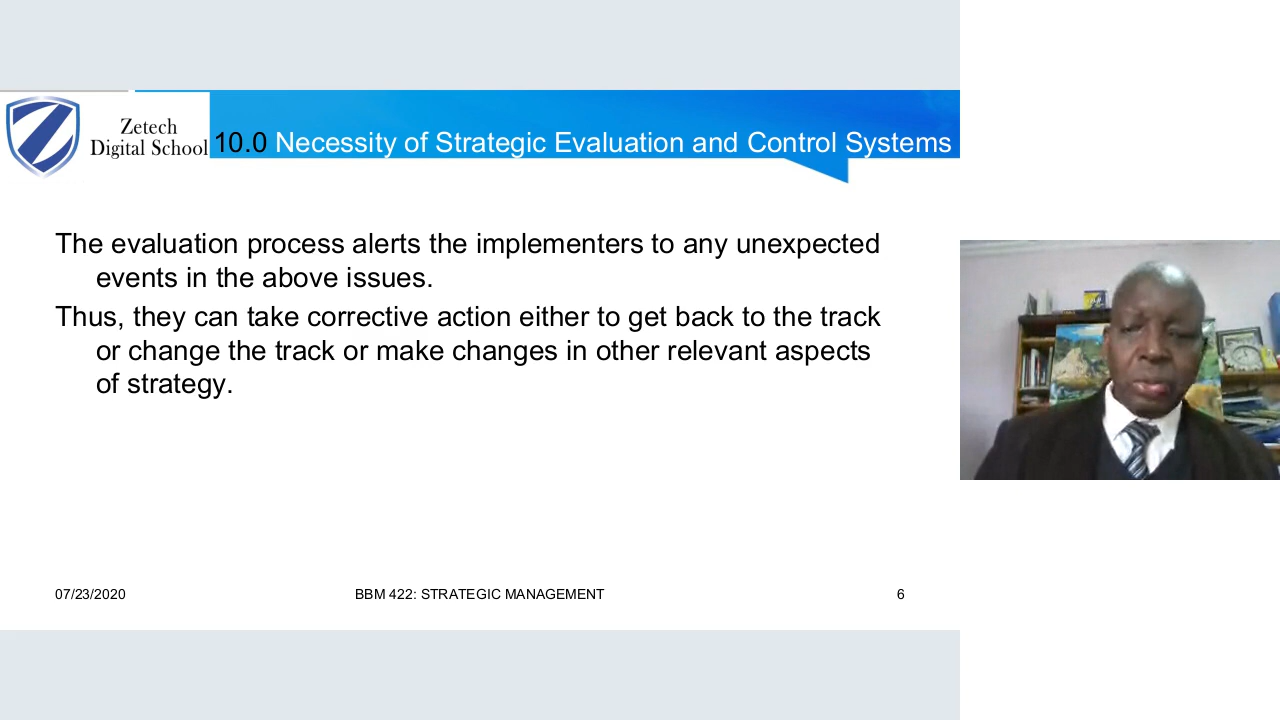 Zetech
Digital School
10.0 Necessity of Strategic Evaluation and Control Systems
The evaluation process alerts the implementers to any unexpected
events in the above issues.
Thus, they can take corrective action either to get back to the track
or change the track or make changes in other relevant aspects
of strategy.
07/23/2020
BBM 422: STRATEGIC MANAGEMENT
6